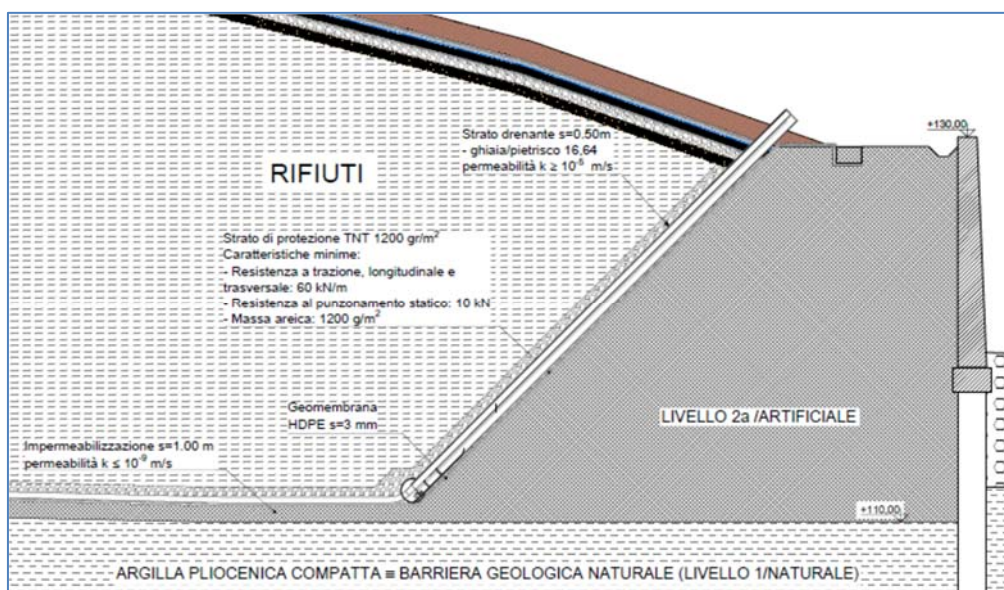 +130,00
Strato drenante s=0.50m
- ghiaia/pietrisco 16,64
permeabilità k ≥ 10⁻⁵ m/s
RIFIUTI
Strato di protezione TNT 1200 gr/m²
Caratteristiche minime:
- Resistenza a trazione, longitudinale e
trasversale: 60 kN/m
- Resistenza al punzonamento statico: 10 kN
- Massa areica: 1200 g/m²
Geomembrana
HDPE s=3 mm
LIVELLO 2a /ARTIFICIALE
Impermeabilizzazione s=1.00 m
permeabilità k ≤ 10⁻⁹ m/s
+110,00
ARGILLA PLIOCENICA COMPATTA ≡ BARRIERA GEOLOGICA NATURALE (LIVELLO 1/NATURALE)